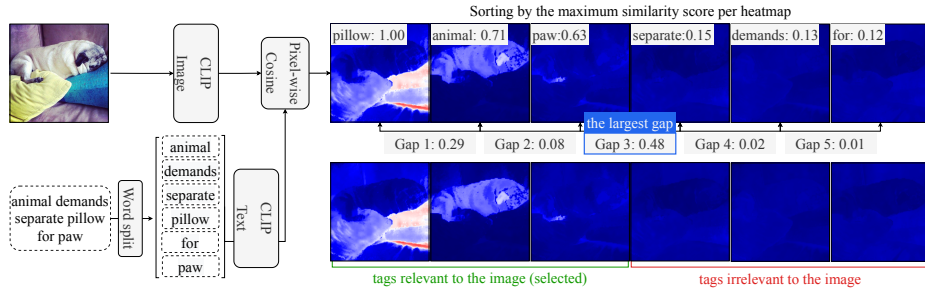 Sorting by the maximum similarity score per heatmap
pillow: 1.00
animal: 0.71
paw:0.63
separate:0.15
demands: 0.13
for: 0.12
CLIP
Image
Pixel-wise
Cosine
the largest gap
Gap 1: 0.29
Gap 2: 0.08
Gap 3: 0.48
Gap 4: 0.02
Gap 5: 0.01
animal demands
separate pillow
for paw
Word split
animal
demands
separate
pillow
for
paw
CLIP
Text
tags relevant to the image (selected)
tags irrelevant to the image